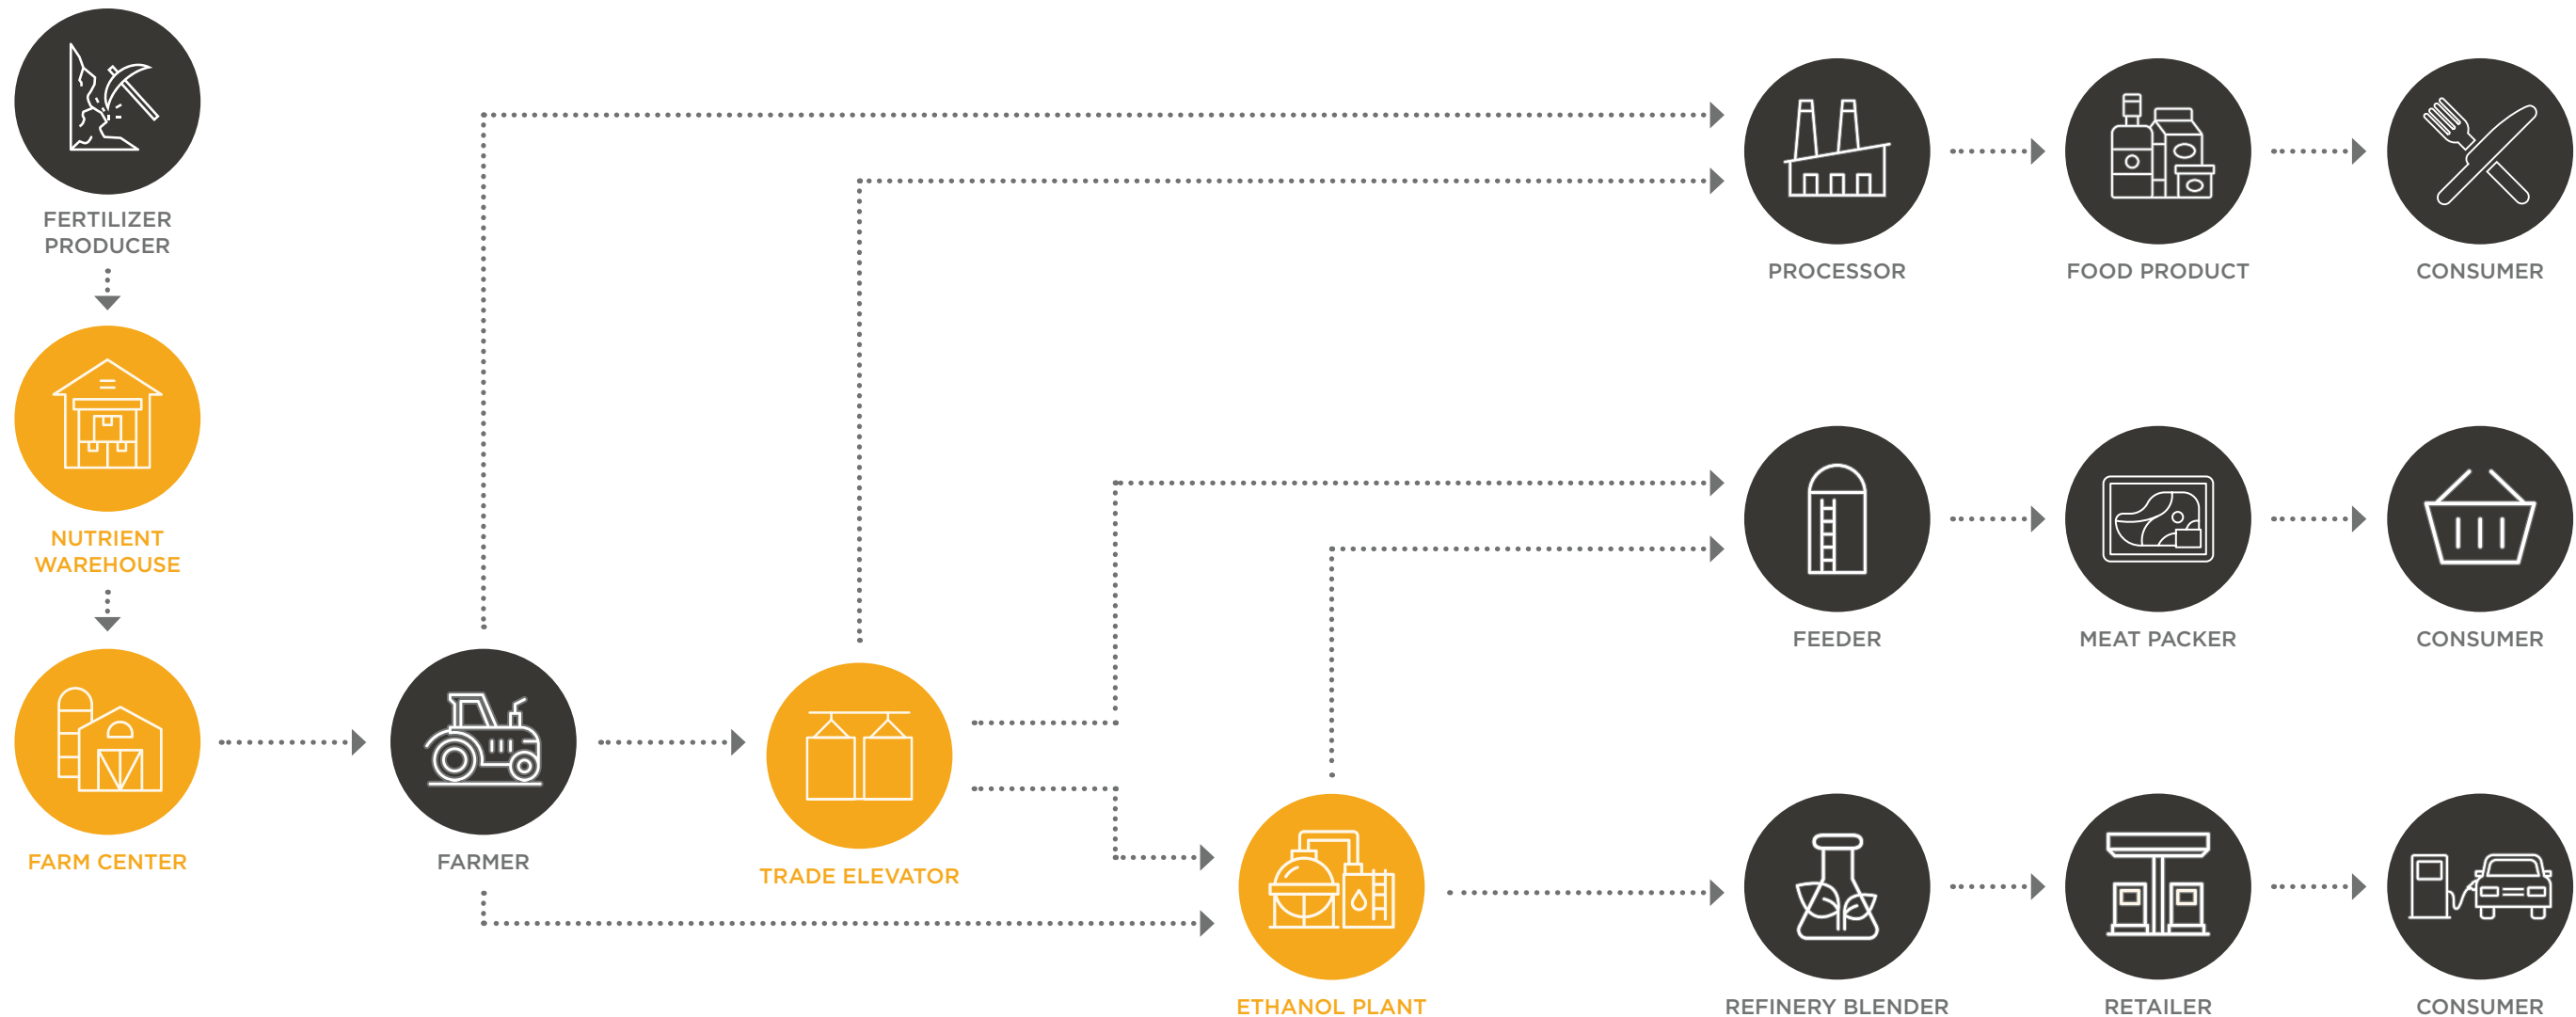 FERTILIZER
PRODUCER
NUTRIENT
WAREHOUSE
FARM CENTER
FARMER
TRADE ELEVATOR
ETHANOL PLANT
PROCESSOR
FOOD PRODUCT
CONSUMER
FEEDER
MEAT PACKER
CONSUMER
REFINERY BLENDER
RETAILER
CONSUMER